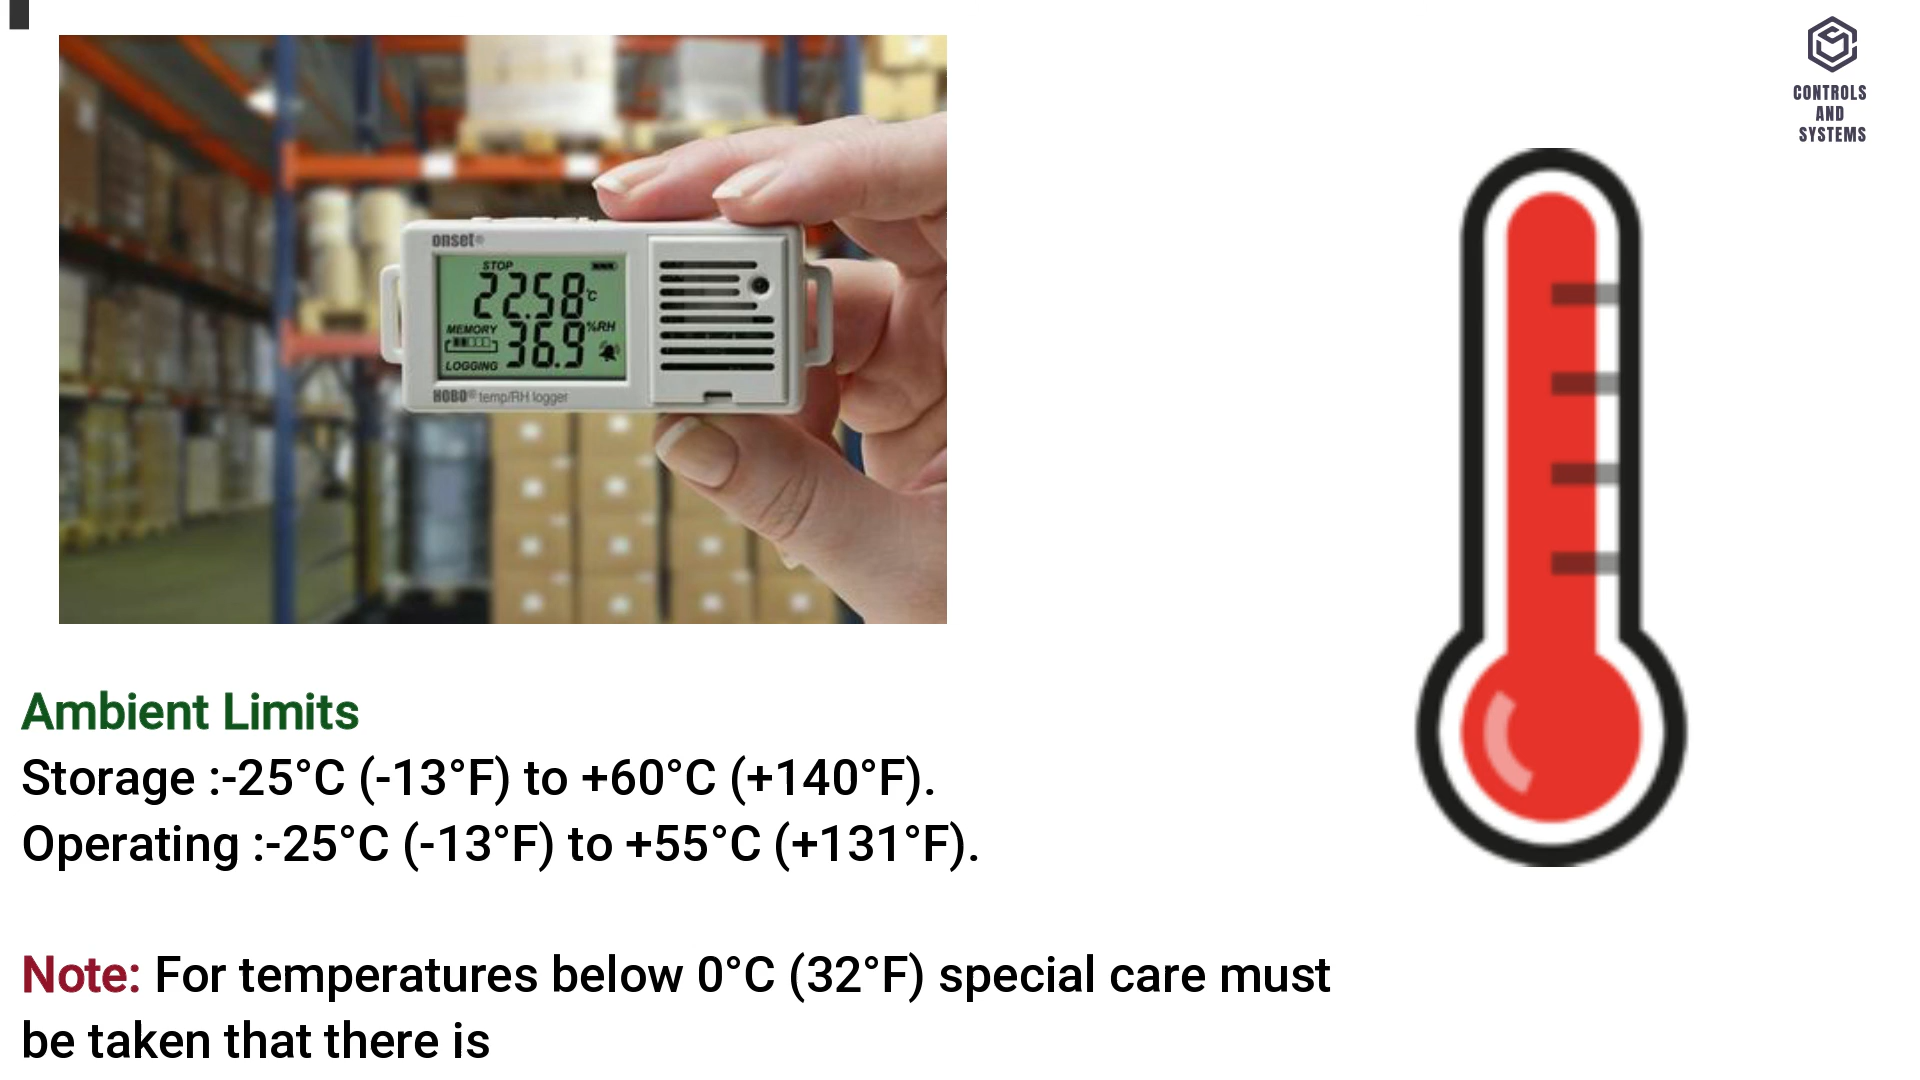 CONTROLS
AND
SYSTEMS
onset®
STOP
22.58 °C
MEMORY
36.9 %RH
LOGGING
HOBO® temp/RH logger
Ambient Limits
Storage :-25°C (-13°F) to +60°C (+140°F).
Operating :-25°C (-13°F) to +55°C (+131°F).
Note: For temperatures below 0°C (32°F) special care must
be taken that there is